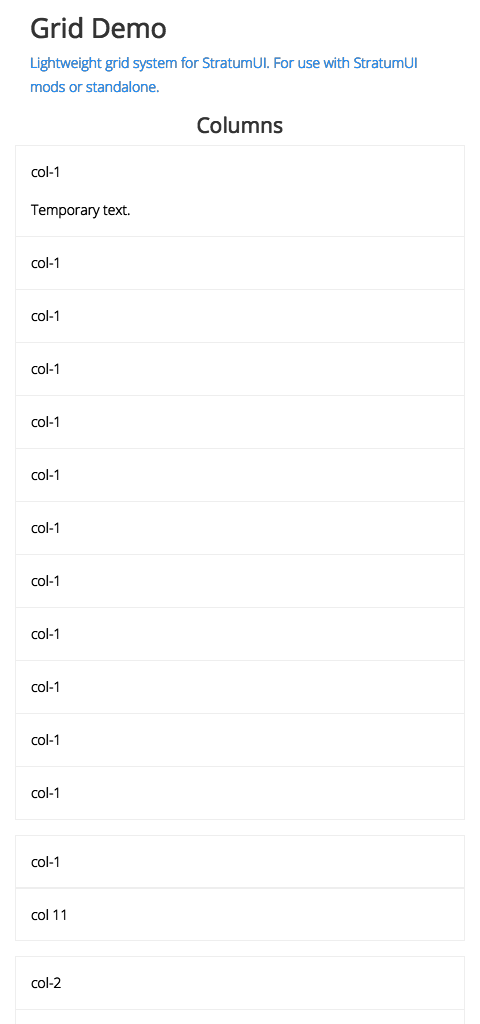 Grid Demo
Lightweight grid system for StratumUI. For use with StratumUI
mods or standalone.
Columns
col-1
Temporary text.
col-1
col-1
col-1
col-1
col-1
col-1
col-1
col-1
col-1
col-1
col-1
col-1
col 11
col-2